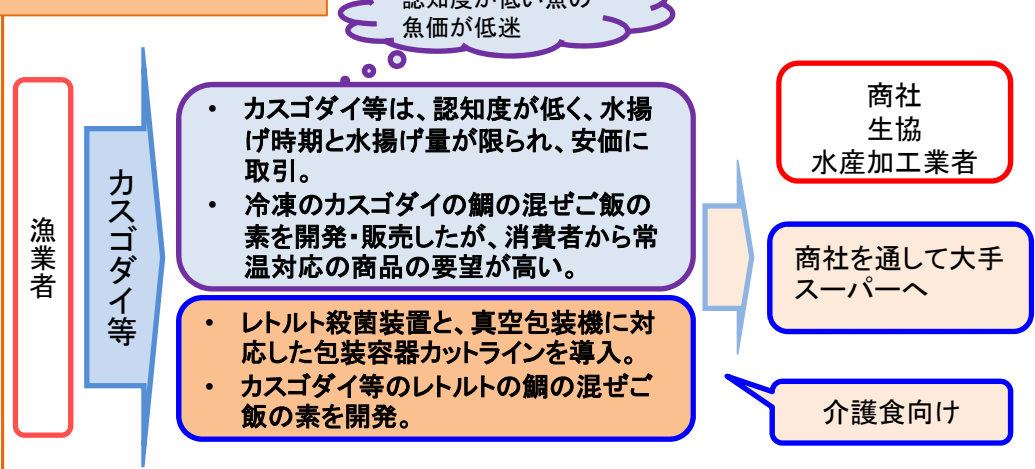 認知度が低い魚の
魚価が低迷
漁業者
カスゴダイ等
• カスゴダイ等は、認知度が低く、水揚
げ時期と水揚げ量が限られ、安価に
取引。
• 冷凍のカスゴダイの鯛の混ぜご飯の
素を開発・販売したが、消費者から常
温対応の商品の要望が高い。
• レトルト殺菌装置と、真空包装機に対
応した包装容器カットラインを導入。
• カスゴダイ等のレトルトの鯛の混ぜご
飯の素を開発。
商社
生協
水産加工業者
商社を通して大手
スーパーへ
介護食向け